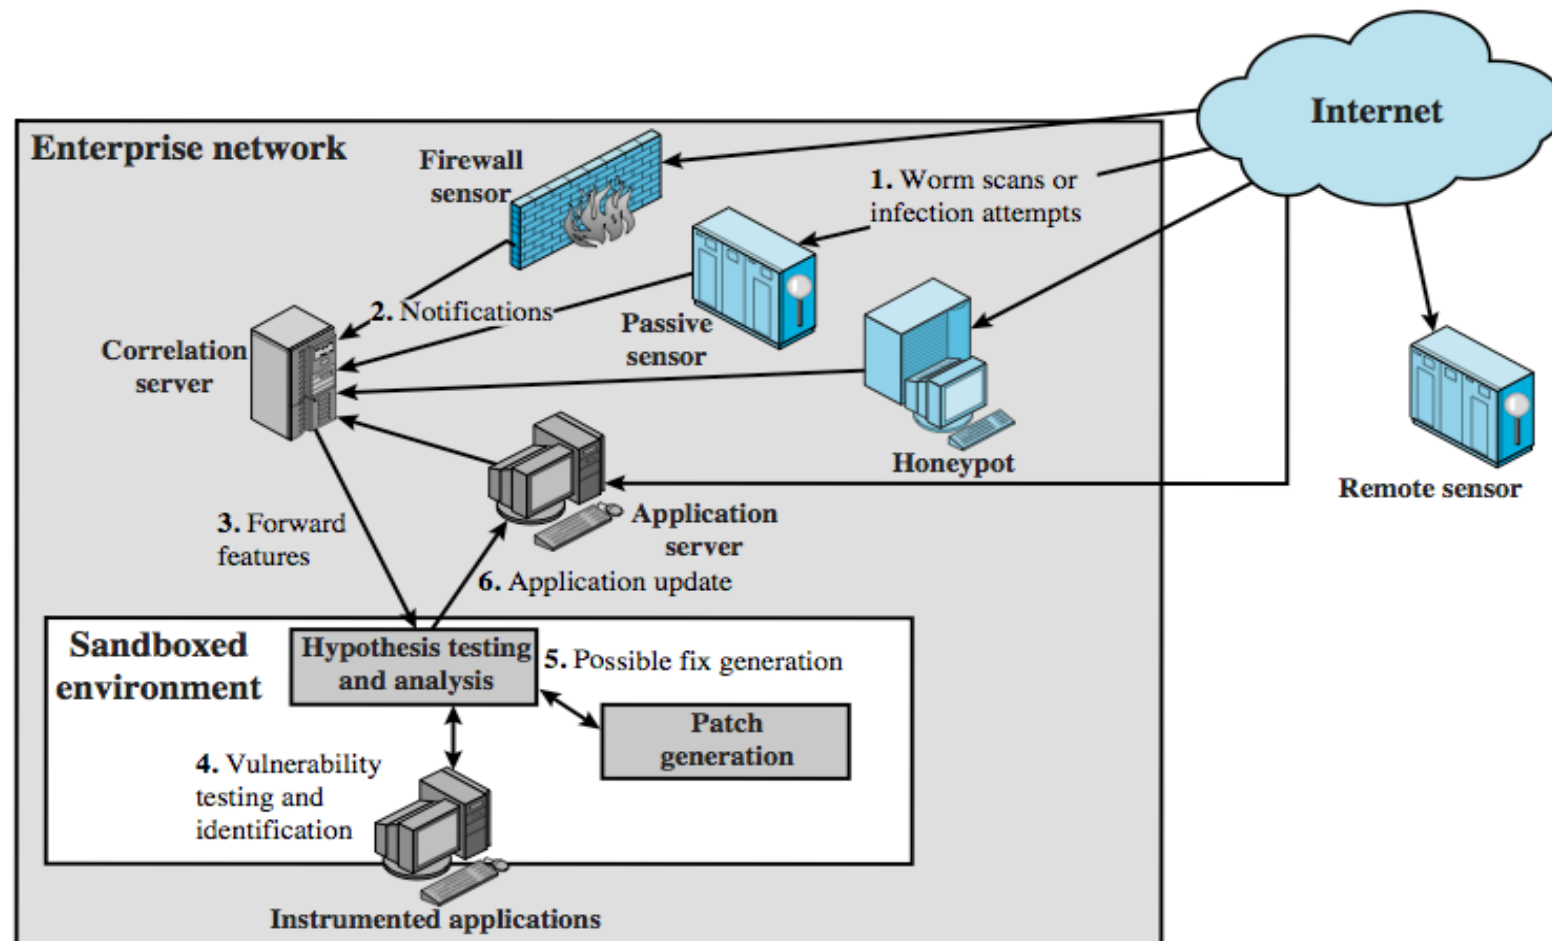 Internet
Enterprise network
Firewall
sensor
1. Worm scans or
infection attempts
2. Notifications
Passive
sensor
Correlation
server
Honeypot
Remote sensor
3. Forward
features
Application
server
6. Application update
Sandboxed
environment
Hypothesis testing
and analysis
5. Possible fix generation
Patch
generation
4. Vulnerability
testing and
identification
Instrumented applications